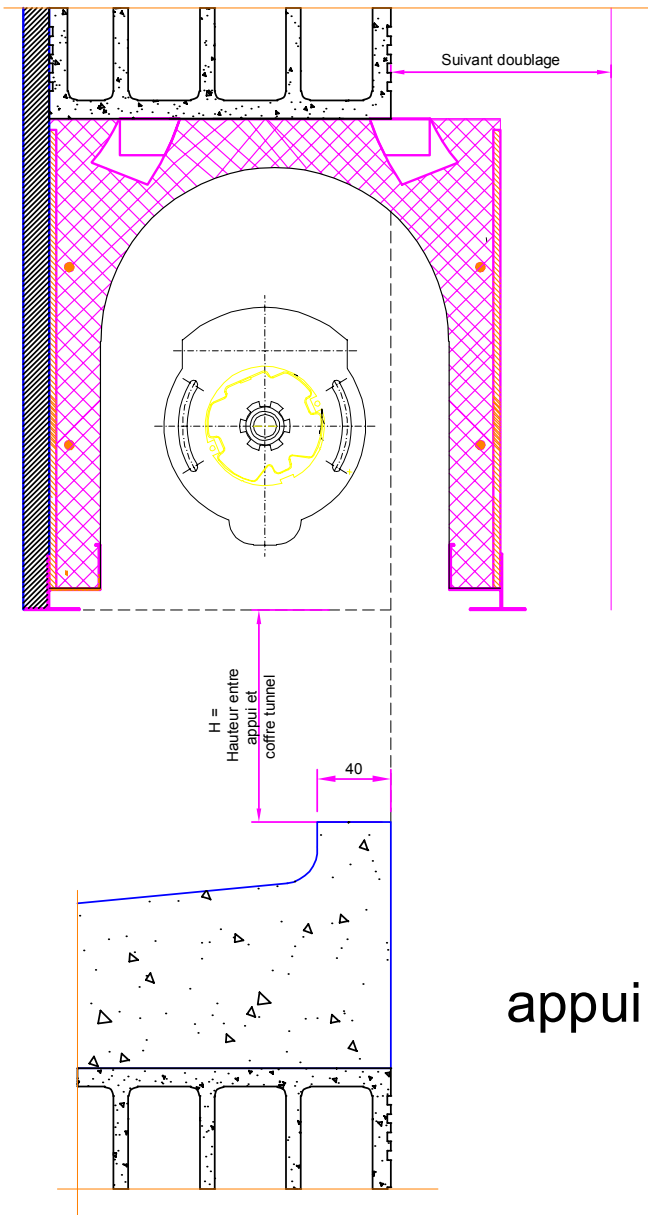 Suivant doublage
H =
Hauteur entre
appui et
coffre tunnel
40
appui